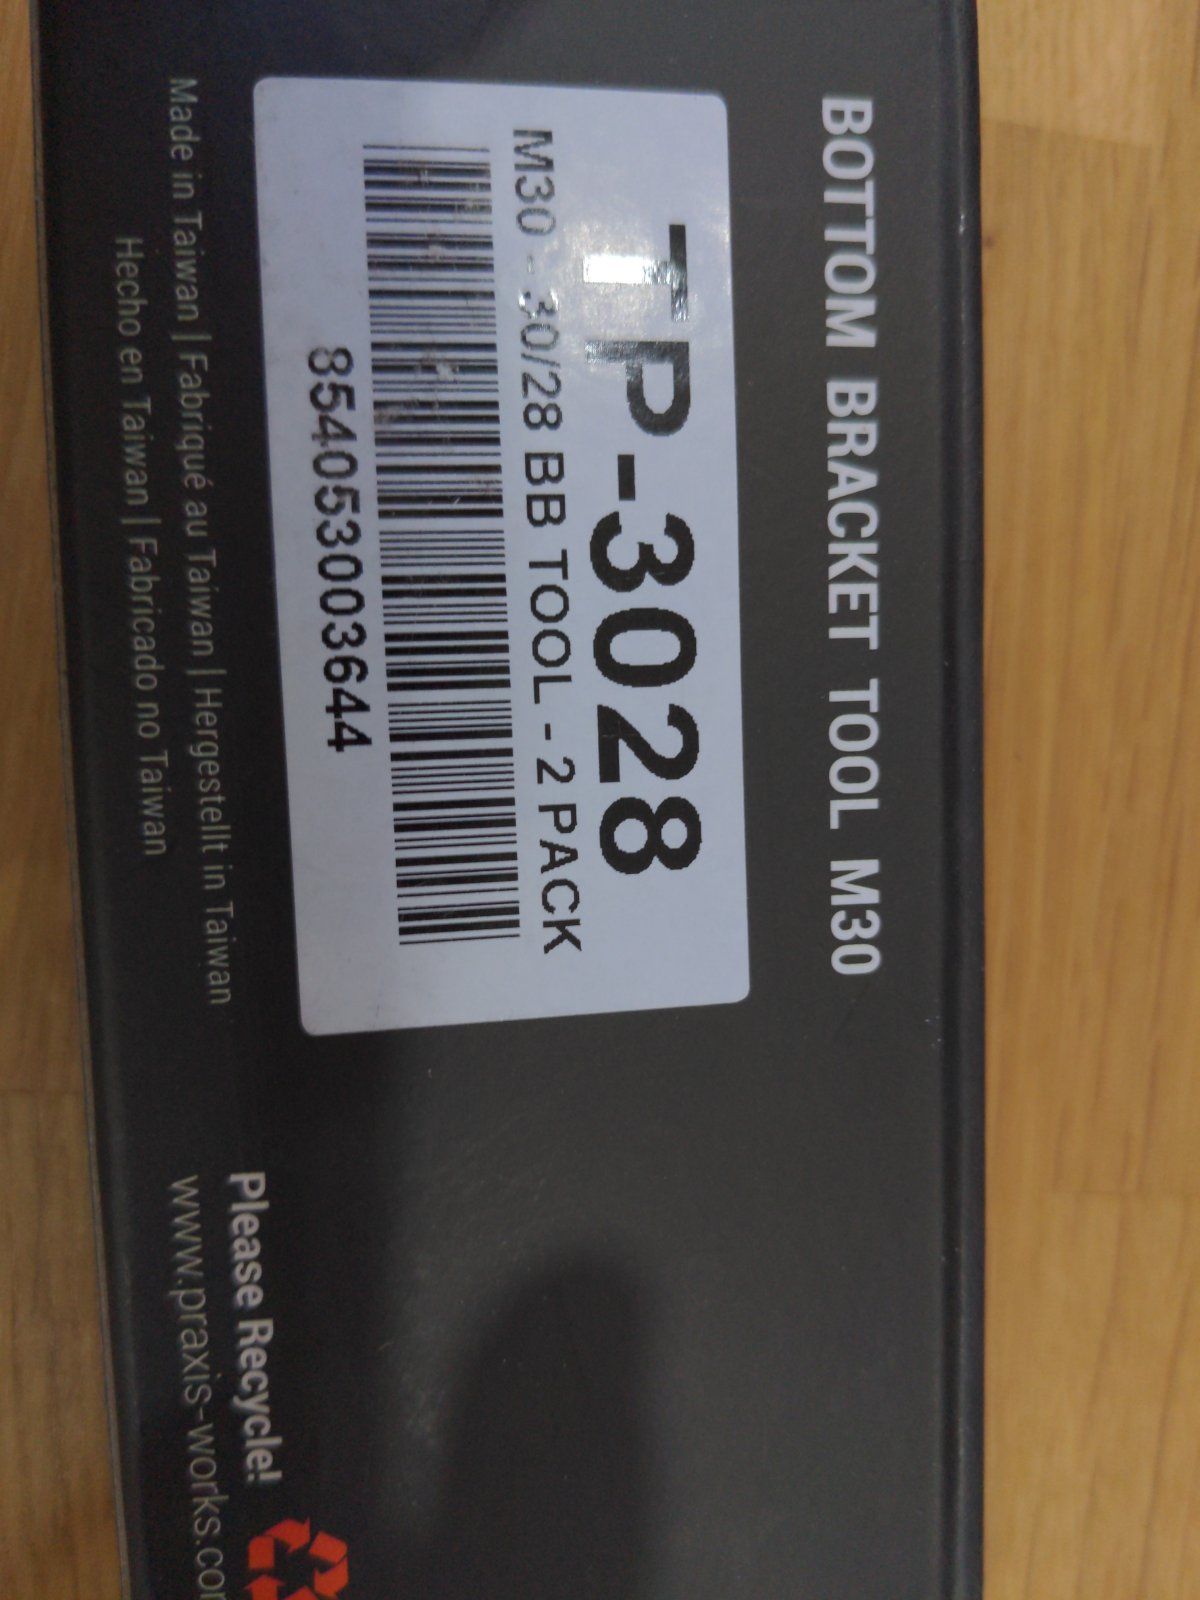 BOTTOM BRACKET TOOL M30
TP-3028
M30 - 30/28 BB TOOL - 2 PACK
854053003644
Made in Taiwan | Fabriqué au Taiwan | Hergestellt in Taiwan
Hecho en Taiwan | Fabricado no Taiwan
Please Recycle!
www.praxis-works.com